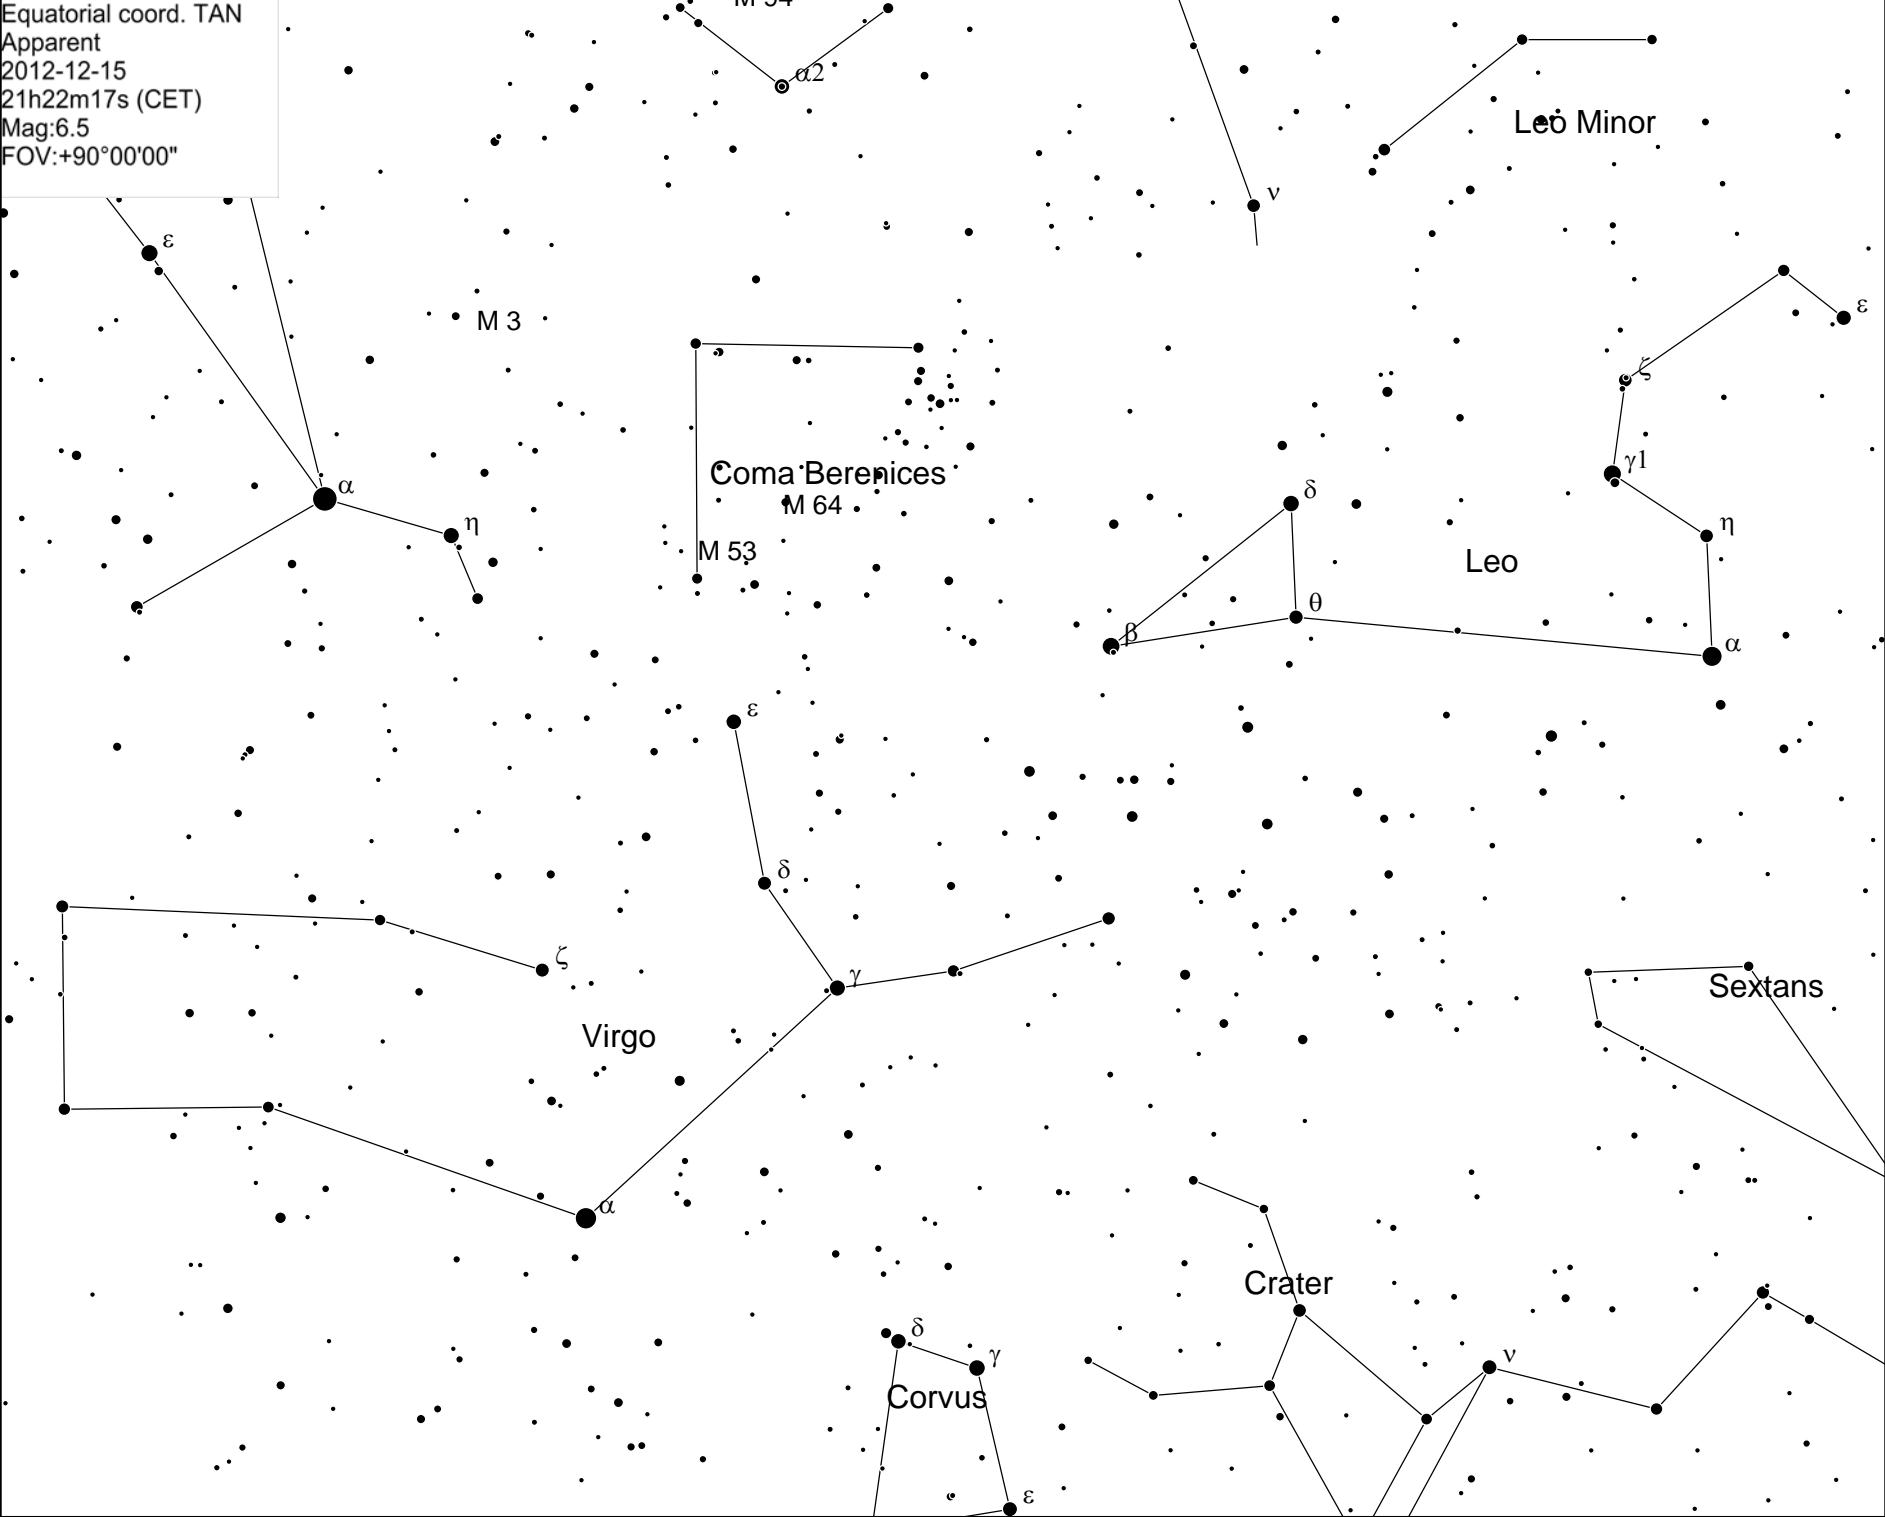 Equatorial coord. TAN
Apparent
2012-12-15
21h22m17s (CET)
Mag:6.5
FOV:+90°00'00"
M 94
α2
Leo Minor
ν
ε
M 3
ε
ζ
Coma Berenices
γ1
α
δ
M 64
η
η
M 53
Leo
θ
β
α
ε
δ
ζ
γ
Sextans
Virgo
α
Crater
δ
γ
ν
Corvus
ε